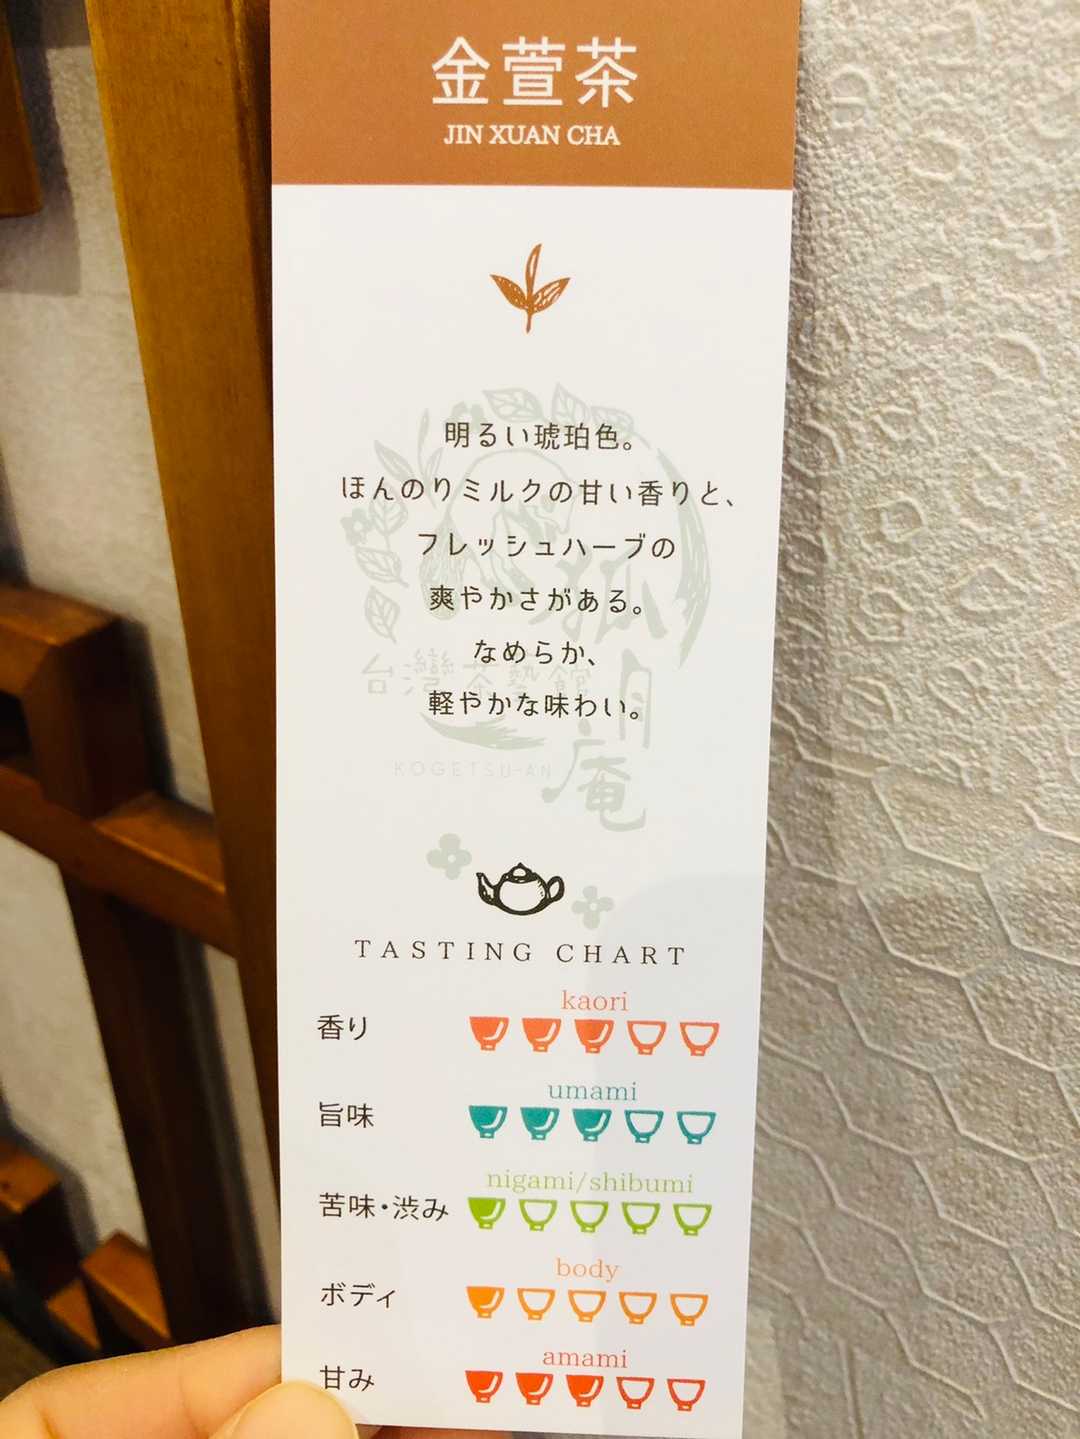 金萱茶
JIN XUAN CHA
明るい琥珀色。
ほんのりミルクの甘い香りと、
フレッシュハーブの
爽やかさがある。
なめらか、
軽やかな味わい。
狐月庵
台灣茶藝館
KOGETSU-AN
TASTING CHART
kaori
香り
umami
旨味
nigami/shibumi
苦味・渋み
body
ボディ
amami
甘み